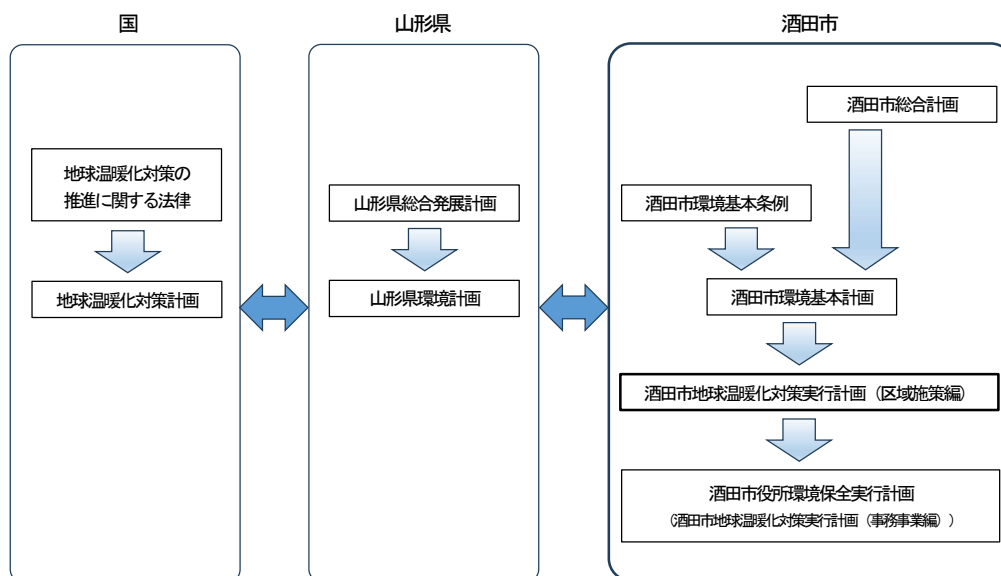 国
地球温暖化対策の
推進に関する法律
地球温暖化対策計画
山形県
山形県総合発展計画
山形県環境計画
酒田市
酒田市総合計画
酒田市環境基本条例
酒田市環境基本計画
酒田市地球温暖化対策実行計画（区域施策編）
酒田市役所環境保全実行計画
（酒田市地球温暖化対策実行計画（事務事業編））